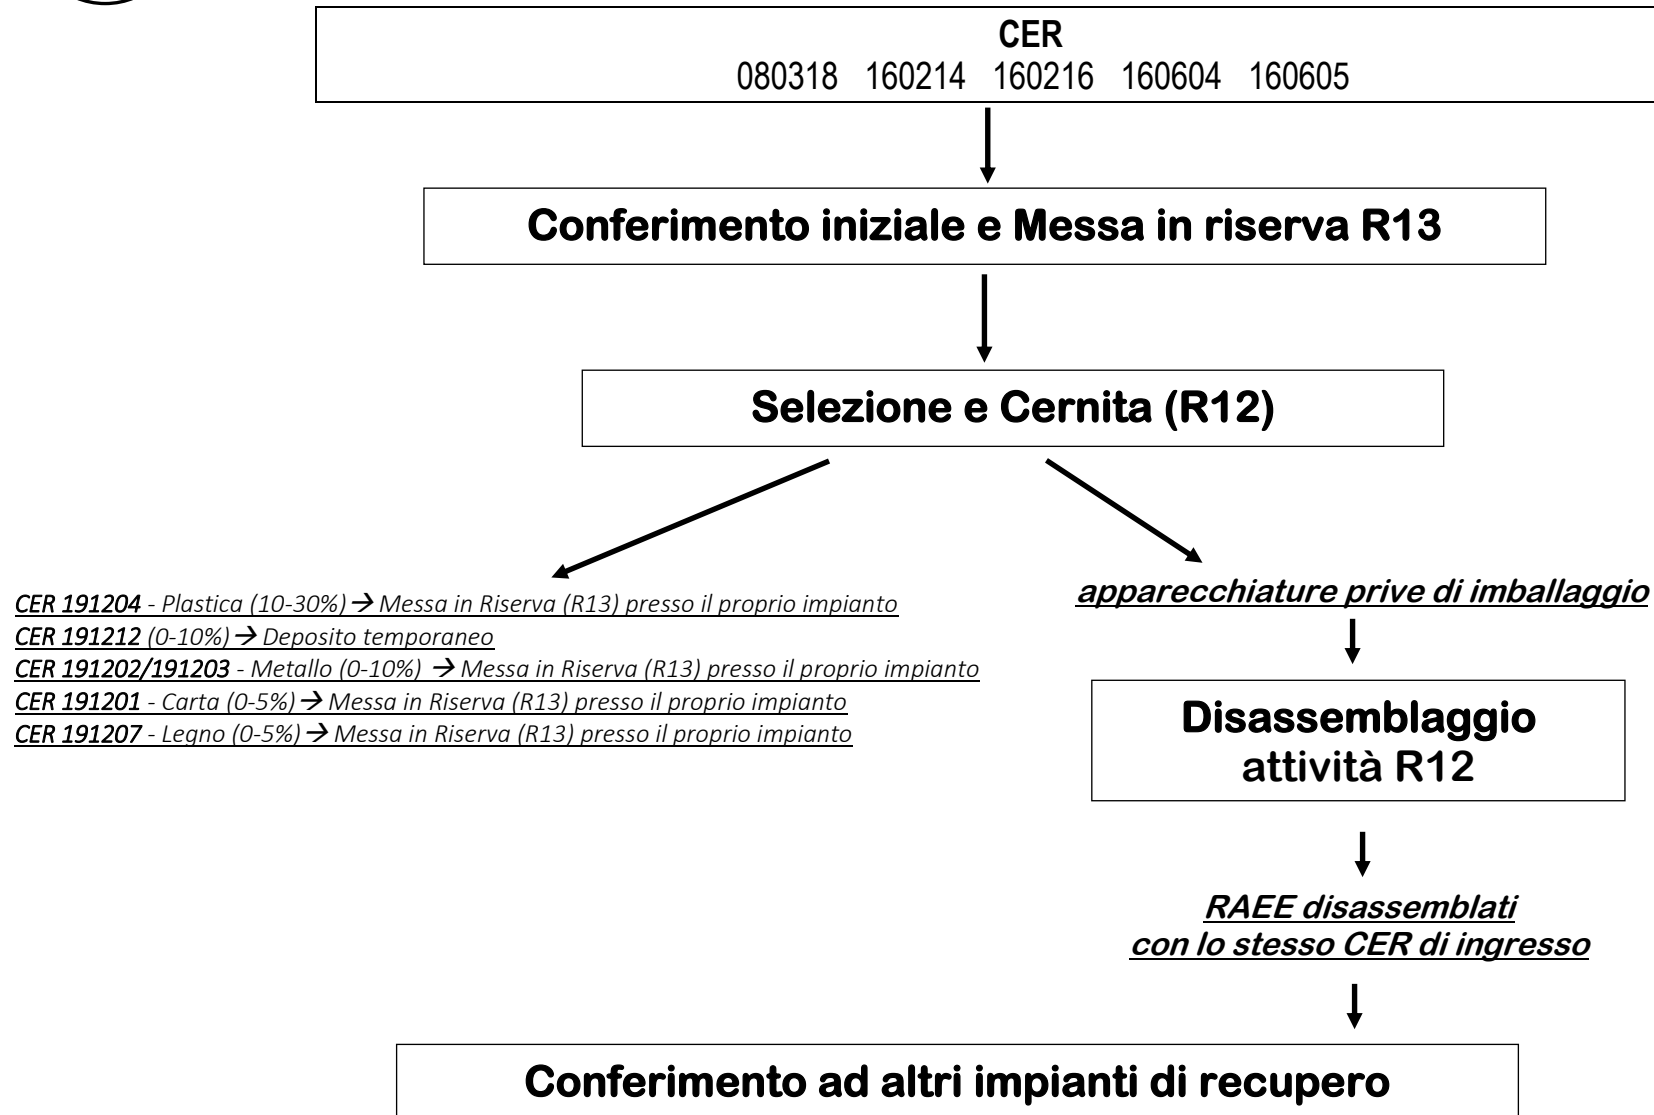 CER
080318 160214 160216 160604 160605
Conferimento iniziale e Messa in riserva R13
Selezione e Cernita (R12)
CER 191204 - Plastica (10-30%)→ Messa in Riserva (R13) presso il proprio impianto
CER 191212 (0-10%)→ Deposito temporaneo
CER 191202/191203 - Metallo (0-10%) → Messa in Riserva (R13) presso il proprio impianto
CER 191201 - Carta (0-5%)→ Messa in Riserva (R13) presso il proprio impianto
CER 191207 - Legno (0-5%)→ Messa in Riserva (R13) presso il proprio impianto
apparecchiature prive di imballaggio
Disassemblaggio
attività R12
RAEE disassemblati
con lo stesso CER di ingresso
Conferimento ad altri impianti di recupero